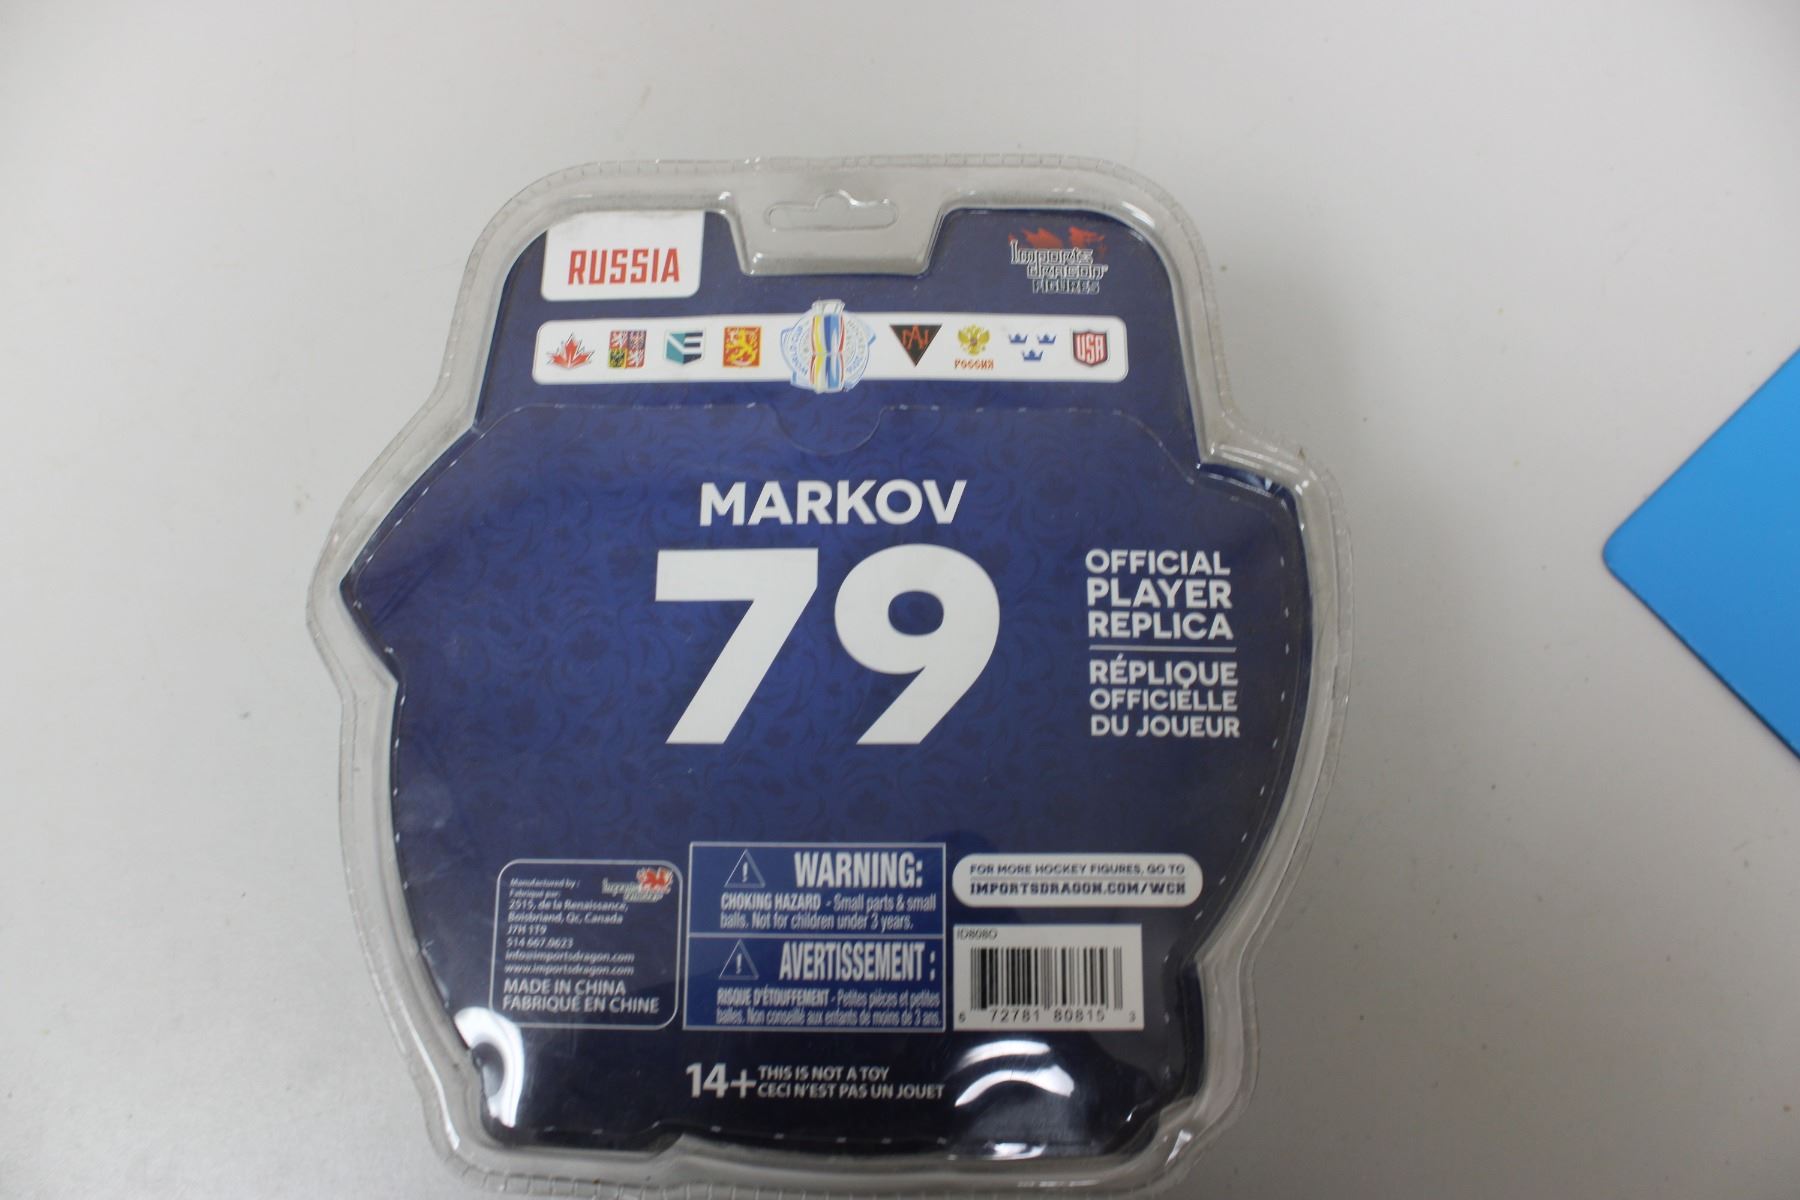 RUSSIA
Imports
dragon
FIGURES
РОССИЯ
USA
MARKOV
79
OFFICIAL
PLAYER
REPLICA
RÉPLIQUE
OFFICIELLE
DU JOUEUR
Manufactured by :
Fabriqué par:
2515, de la Renaissance,
Boisbriand, Qc, Canada
J7H 1T9
514.667.0623
info@importsdragon.com
www.importsdragon.com
MADE IN CHINA
FABRIQUÉ EN CHINE
WARNING:
CHOKING HAZARD - Small parts & small
balls. Not for children under 3 years.
AVERTISSEMENT :
RISQUE D'ÉTOUFFEMENT - Petites pièces et petites
balles. Non conseillé aux enfants de moins de 3 ans.
FOR MORE HOCKEY FIGURES, GO TO
IMPORTSDRAGON.COM/WCH
ID808O
6 72781 80815 3
14+ THIS IS NOT A TOY
CECI N'EST PAS UN JOUET